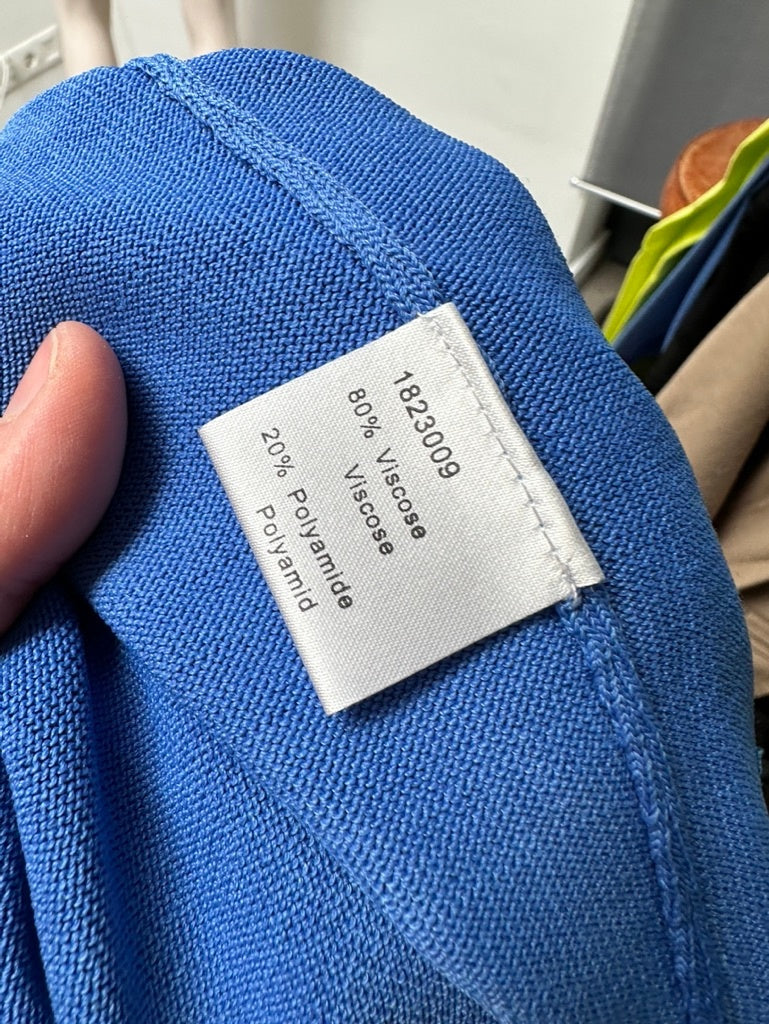 1823009
80% Viscose
Viscose
20% Polyamide
Polyamid